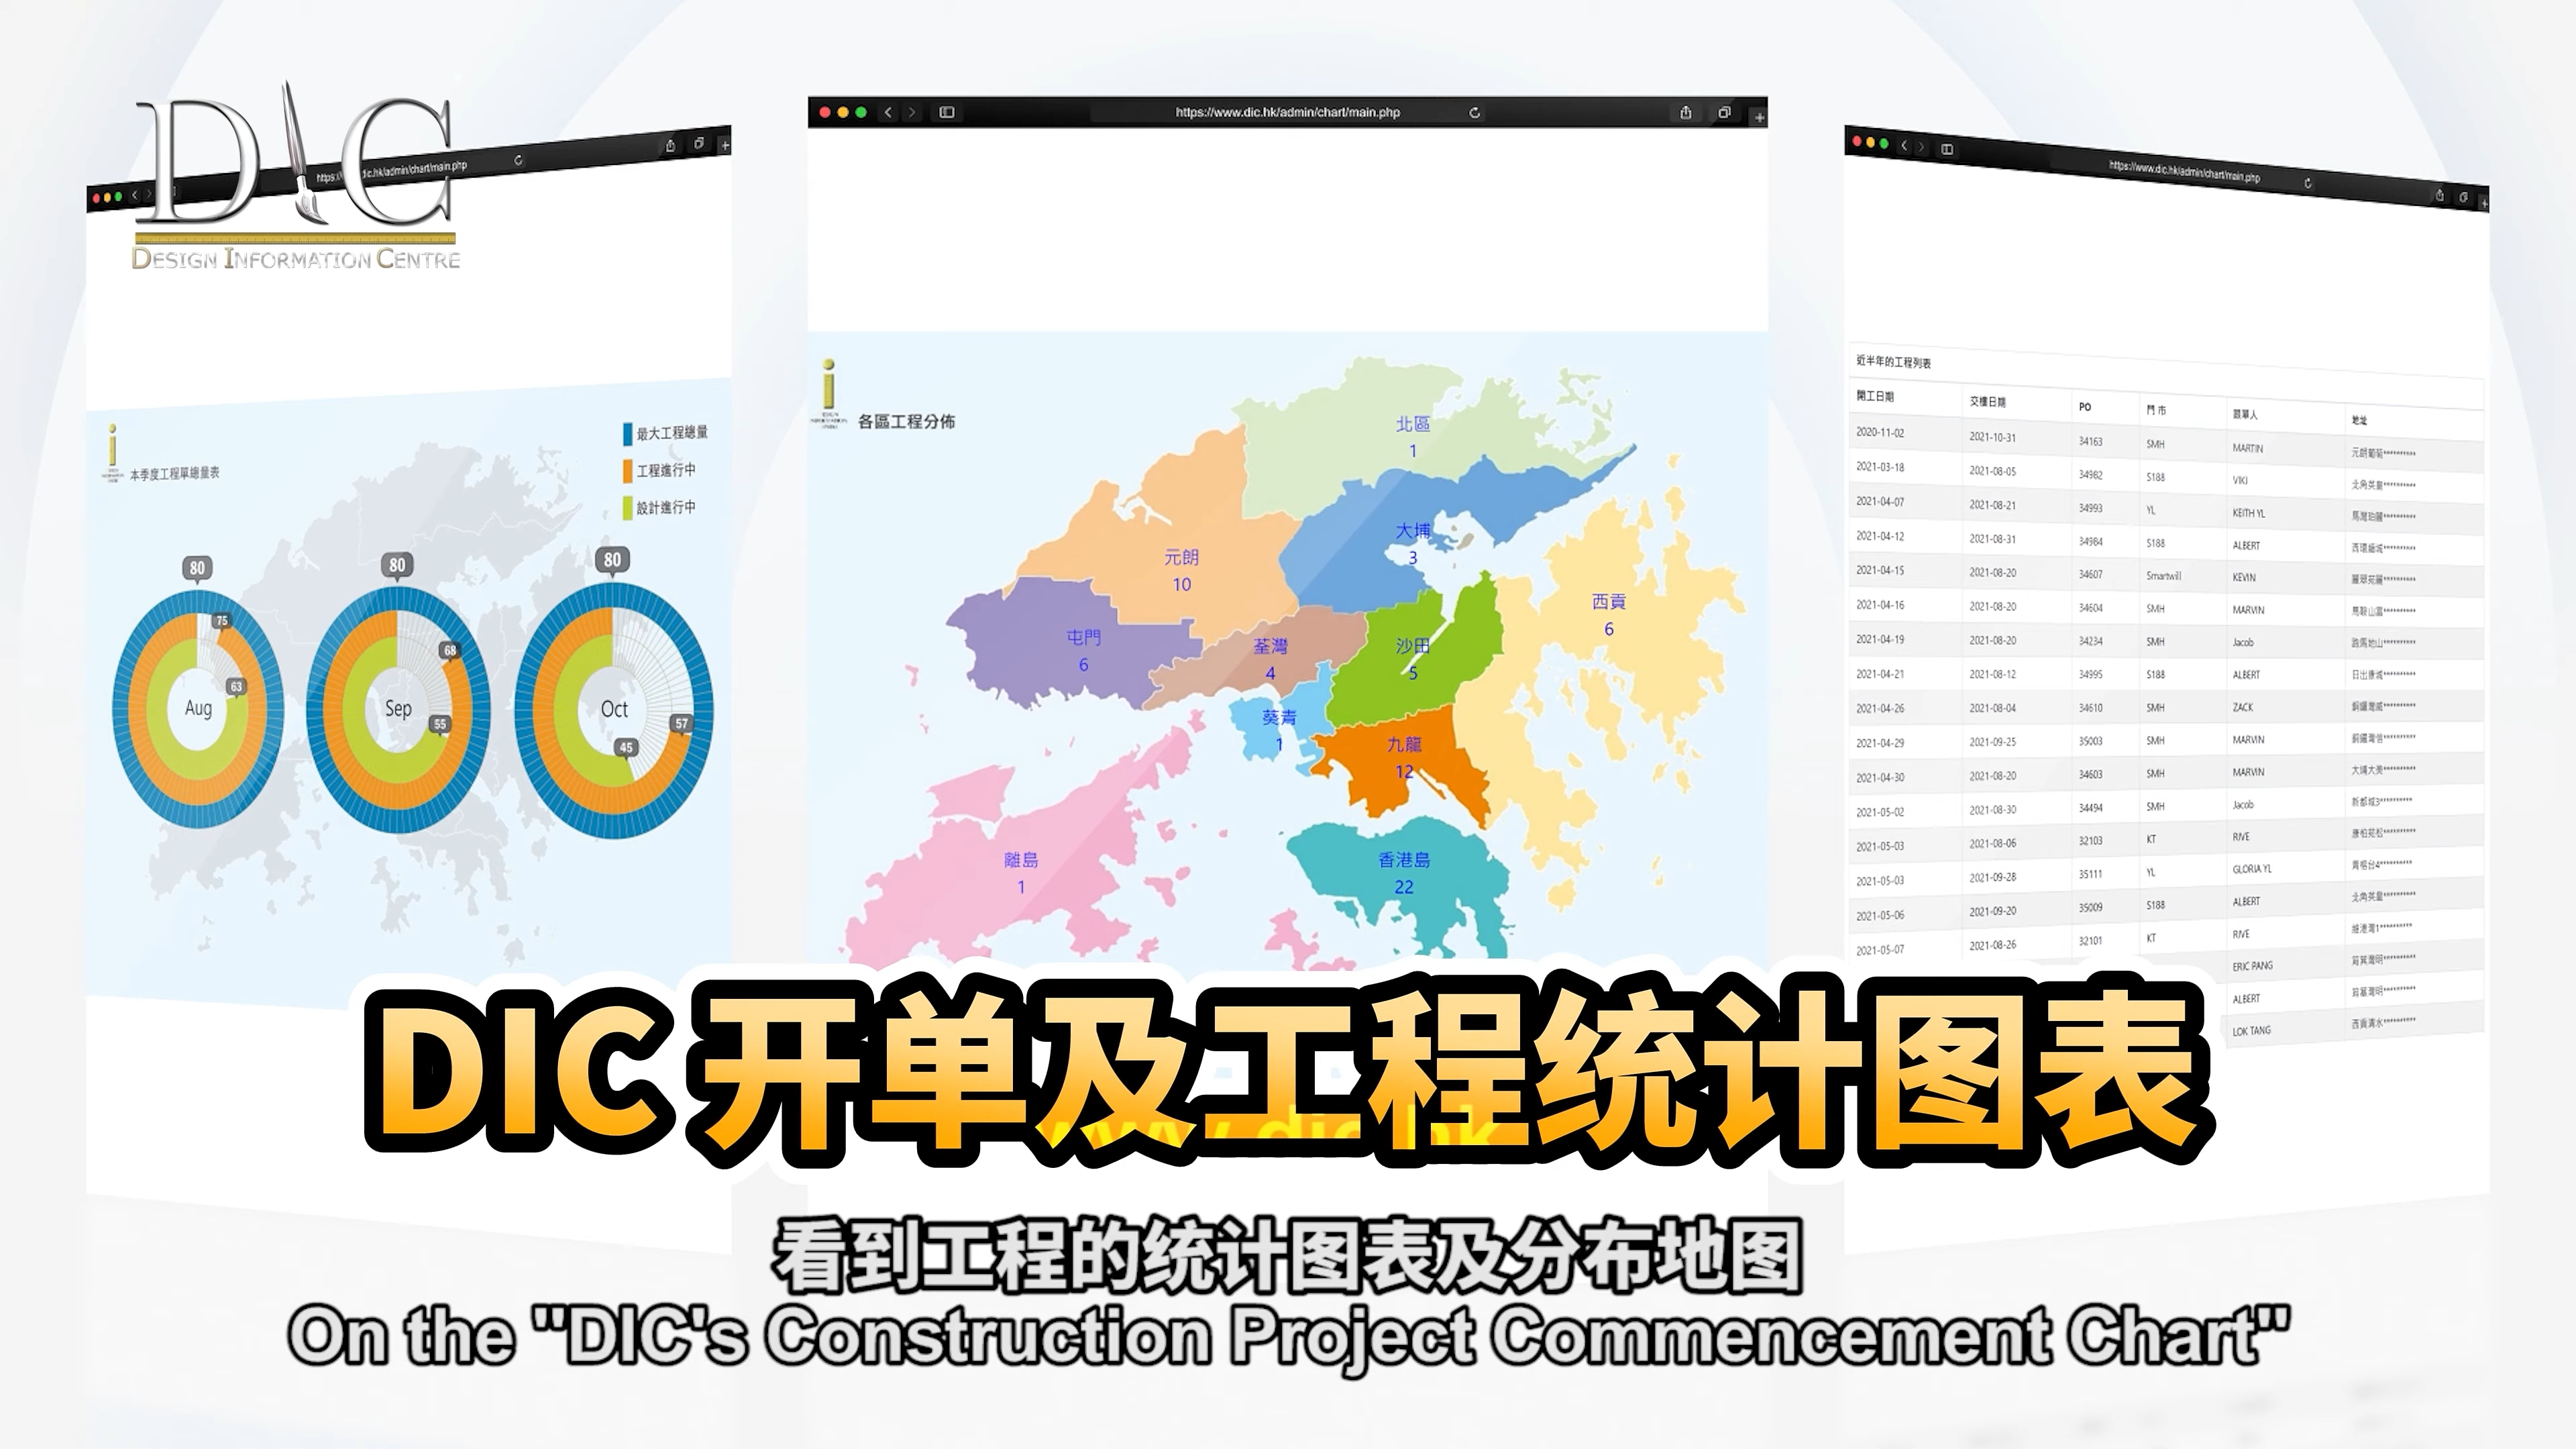 DIC
DESIGN INFORMATION CENTRE
本季度工程單總量表
最大工程總量
工程進行中
設計進行中
80
75
63
Aug
80
68
55
Sep
80
57
45
Oct
https://www.dic.hk/admin/chart/main.php
各區工程分佈
北區
1
大埔
3
元朗
10
西貢
6
屯門
6
荃灣
4
沙田
5
葵青
1
九龍
12
離島
1
香港島
22
https://www.dic.hk/admin/chart/main.php
近半年的工程列表
開工日期 交樓日期 PO 門市 跟單人 地址
2020-11-02 2021-10-31 34163 SMH MARTIN
2021-03-18 2021-08-05 34982 S188 VIKI
2021-04-07 2021-08-21 34993 YL KEITH YL
2021-04-12 2021-08-31 34984 S188 ALBERT
2021-04-15 2021-08-20 34607 Smartwill KEVIN
2021-04-16 2021-08-20 34604 SMH MARVIN
2021-04-19 2021-08-20 34234 SMH Jacob
2021-04-21 2021-08-12 34995 S188 ALBERT
2021-04-26 2021-08-04 34610 SMH ZACK
2021-04-29 2021-09-25 35003 SMH MARVIN
2021-04-30 2021-08-20 34603 SMH MARVIN
2021-05-02 2021-08-30 34494 SMH Jacob
2021-05-03 2021-08-06 32103 KT RIVE
2021-05-03 2021-09-28 35111 YL GLORIA YL
2021-05-06 2021-09-20 35009 S188 ALBERT
2021-05-07 2021-08-26 32101 KT RIVE
ERIC PANG
ALBERT
LOK TANG
DIC 开单及工程统计图表
看到工程的统计图表及分布地图
On the "DIC's Construction Project Commencement Chart"